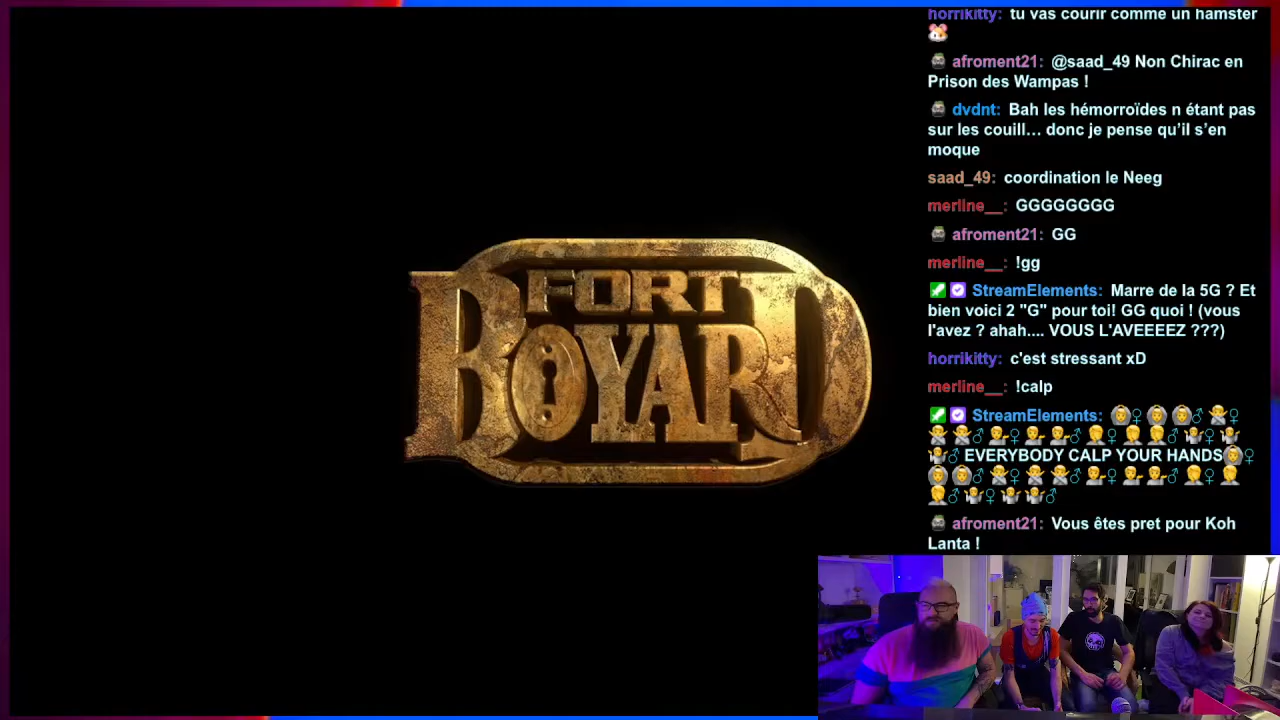 FORT
BOYARD
horrikitty: tu vas courir comme un hamster
afroment21: @saad_49 Non Chirac en
Prison des Wampas !
dvdnt: Bah les hémorroïdes n étant pas
sur les couill… donc je pense qu'il s'en
moque
saad_49: coordination le Neeg
merline__: GGGGGGGG
afroment21: GG
merline__: !gg
StreamElements: Marre de la 5G ? Et
bien voici 2 "G" pour toi! GG quoi ! (vous
l'avez ? ahah.... VOUS L'AVEEEEZ ???)
horrikitty: c'est stressant xD
merline__: !calp
StreamElements:
EVERYBODY CALP YOUR HANDS
afroment21: Vous êtes pret pour Koh
Lanta !